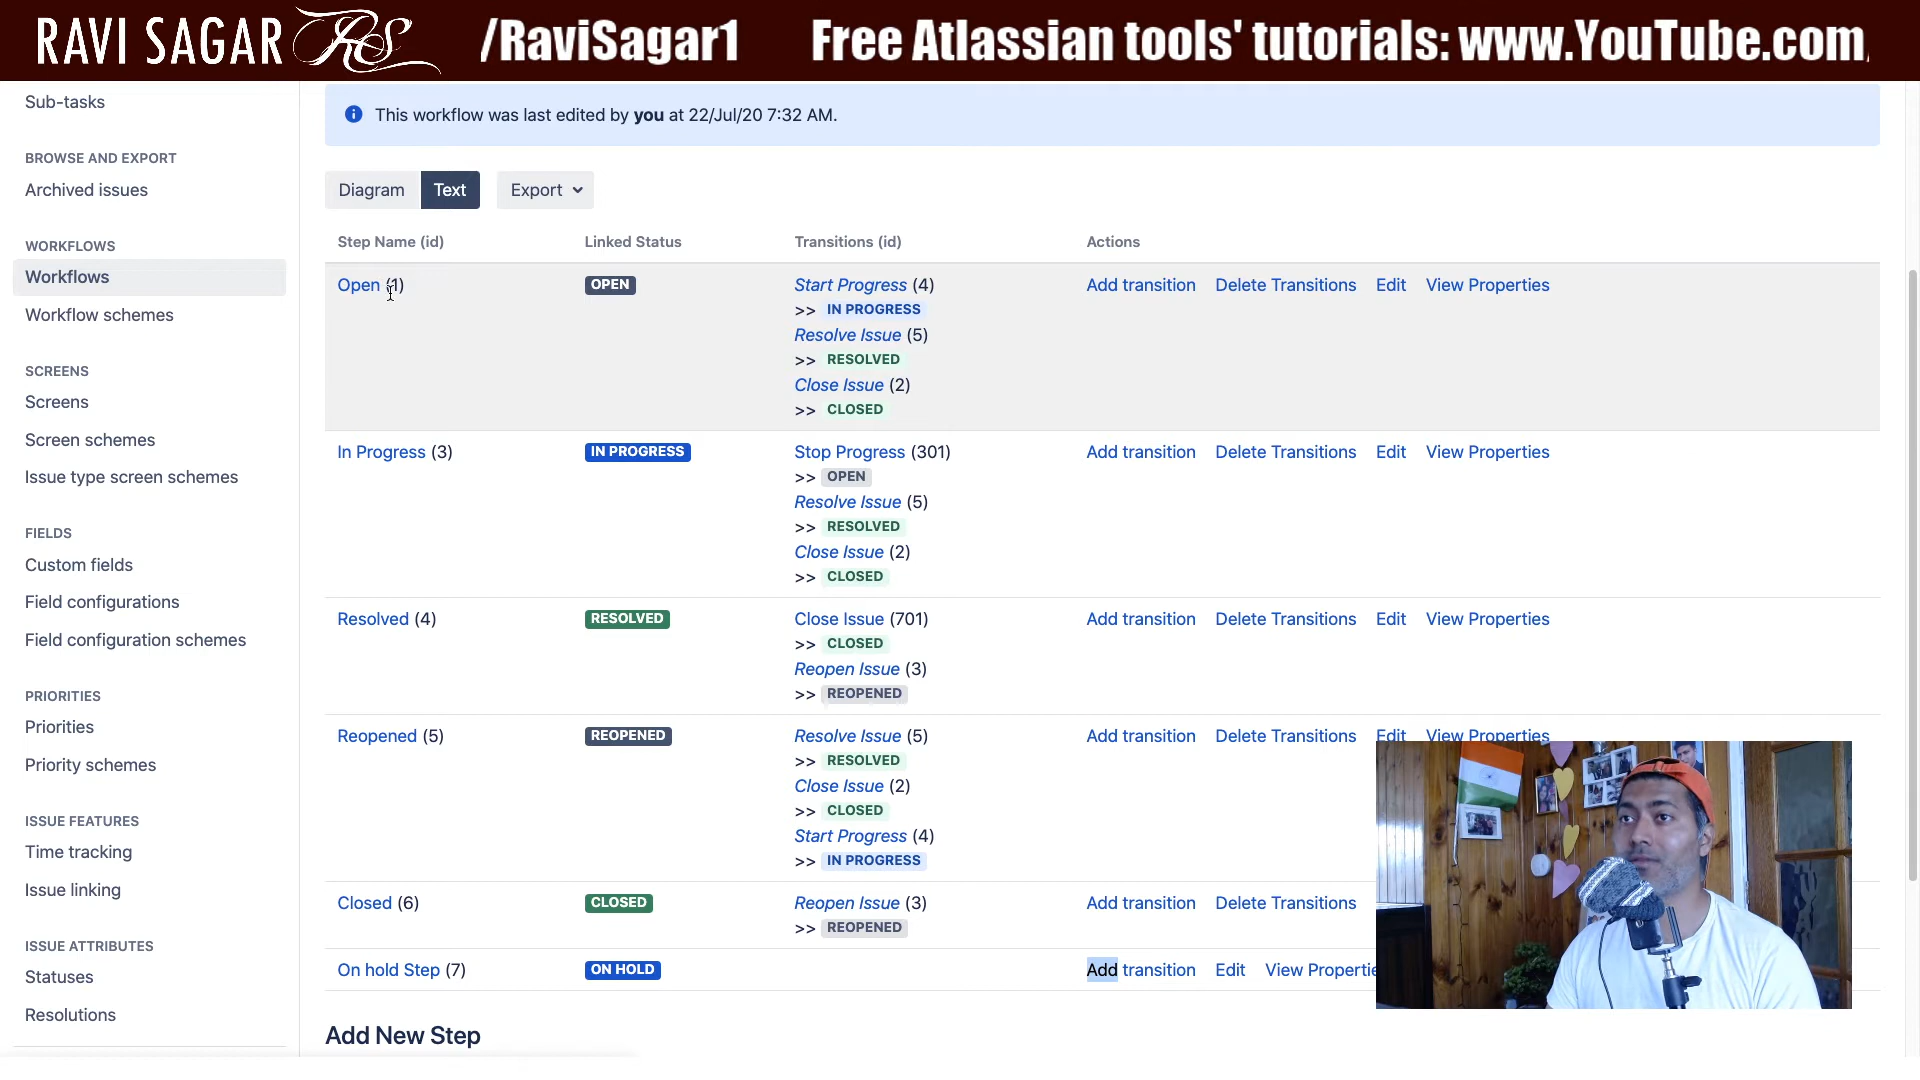 RAVI SAGAR RS /RaviSagar1 Free Atlassian tools' tutorials: www.YouTube.com,
Sub-tasks
BROWSE AND EXPORT
Archived issues
WORKFLOWS
Workflows
Workflow schemes
SCREENS
Screens
Screen schemes
Issue type screen schemes
FIELDS
Custom fields
Field configurations
Field configuration schemes
PRIORITIES
Priorities
Priority schemes
ISSUE FEATURES
Time tracking
Issue linking
ISSUE ATTRIBUTES
Statuses
Resolutions
This workflow was last edited by you at 22/Jul/20 7:32 AM.
Diagram Text Export
Step Name (id) Linked Status Transitions (id) Actions
Open (1) OPEN Start Progress (4) Add transition Delete Transitions Edit View Properties
>> IN PROGRESS
Resolve Issue (5)
>> RESOLVED
Close Issue (2)
>> CLOSED
In Progress (3) IN PROGRESS Stop Progress (301) Add transition Delete Transitions Edit View Properties
>> OPEN
Resolve Issue (5)
>> RESOLVED
Close Issue (2)
>> CLOSED
Resolved (4) RESOLVED Close Issue (701) Add transition Delete Transitions Edit View Properties
>> CLOSED
Reopen Issue (3)
>> REOPENED
Reopened (5) REOPENED Resolve Issue (5) Add transition Delete Transitions Edit View Properties
>> RESOLVED
Close Issue (2)
>> CLOSED
Start Progress (4)
>> IN PROGRESS
Closed (6) CLOSED Reopen Issue (3) Add transition Delete Transitions
>> REOPENED
On hold Step (7) ON HOLD Add transition Edit View Propertie
Add New Step